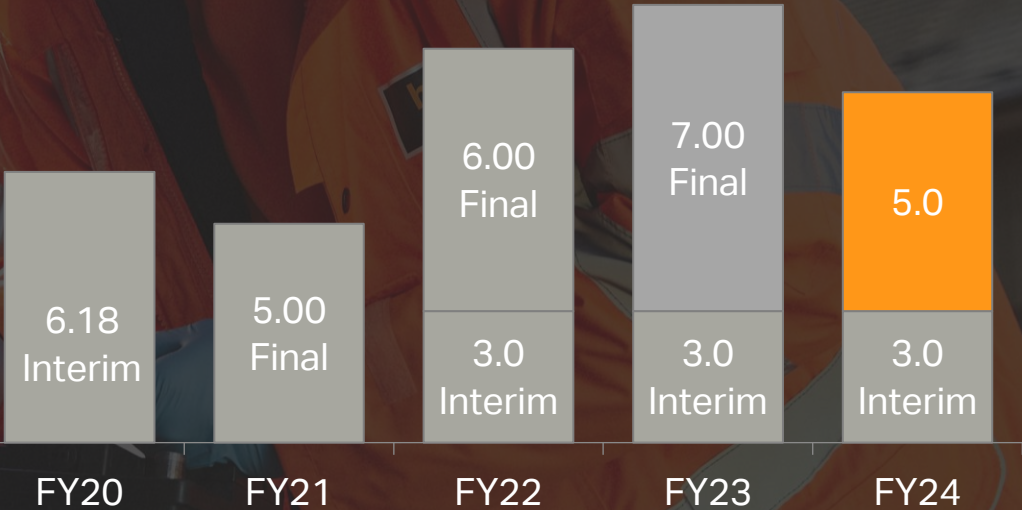 6.18
Interim
5.00
Final
6.00
Final
3.0
Interim
7.00
Final
3.0
Interim
5.0
3.0
Interim
FY20
FY21
FY22
FY23
FY24